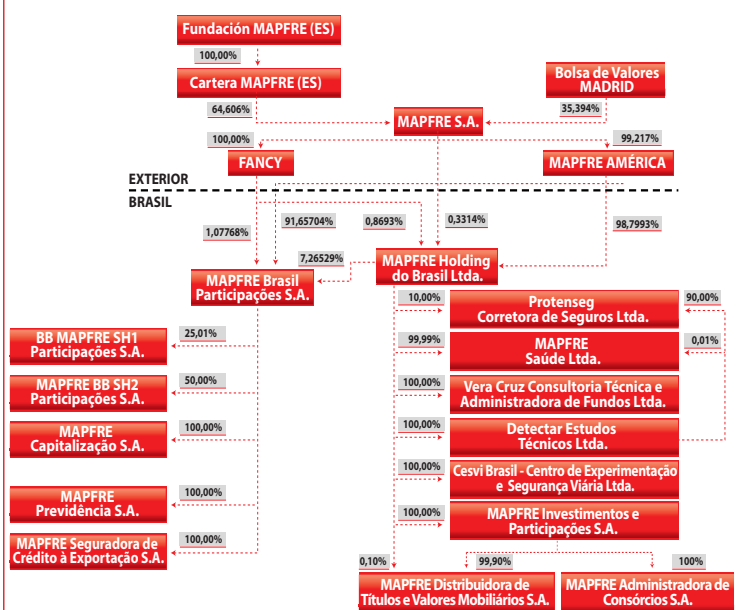 Fundación MAPFRE (ES)
100,00%
Cartera MAPFRE (ES)
Bolsa de Valores
MADRID
64,606%
35,394%
MAPFRE S.A.
100,00%
99,217%
FANCY
MAPFRE AMÉRICA
EXTERIOR
BRASIL
1,07768%
91,65704%
0,8693%
0,3314%
98,7993%
7,26529%
MAPFRE Brasil
Participações S.A.
MAPFRE Holding
do Brasil Ltda.
10,00%
Protenseg
Corretora de Seguros Ltda.
90,00%
BB MAPFRE SH1
Participações S.A.
25,01%
99,99%
MAPFRE
Saúde Ltda.
0,01%
MAPFRE BB SH2
Participações S.A.
50,00%
100,00%
Vera Cruz Consultoria Técnica e
Administradora de Fundos Ltda.
MAPFRE
Capitalização S.A.
100,00%
100,00%
Detectar Estudos
Técnicos Ltda.
100,00%
Cesvi Brasil - Centro de Experimentação
e Segurança Viária Ltda.
MAPFRE
Previdência S.A.
100,00%
100,00%
MAPFRE Investimentos e
Participações S.A.
MAPFRE Seguradora de
Crédito à Exportação S.A.
100,00%
0,10%
99,90%
100%
MAPFRE Distribuidora de
Títulos e Valores Mobiliários S.A.
MAPFRE Administradora de
Consórcios S.A.